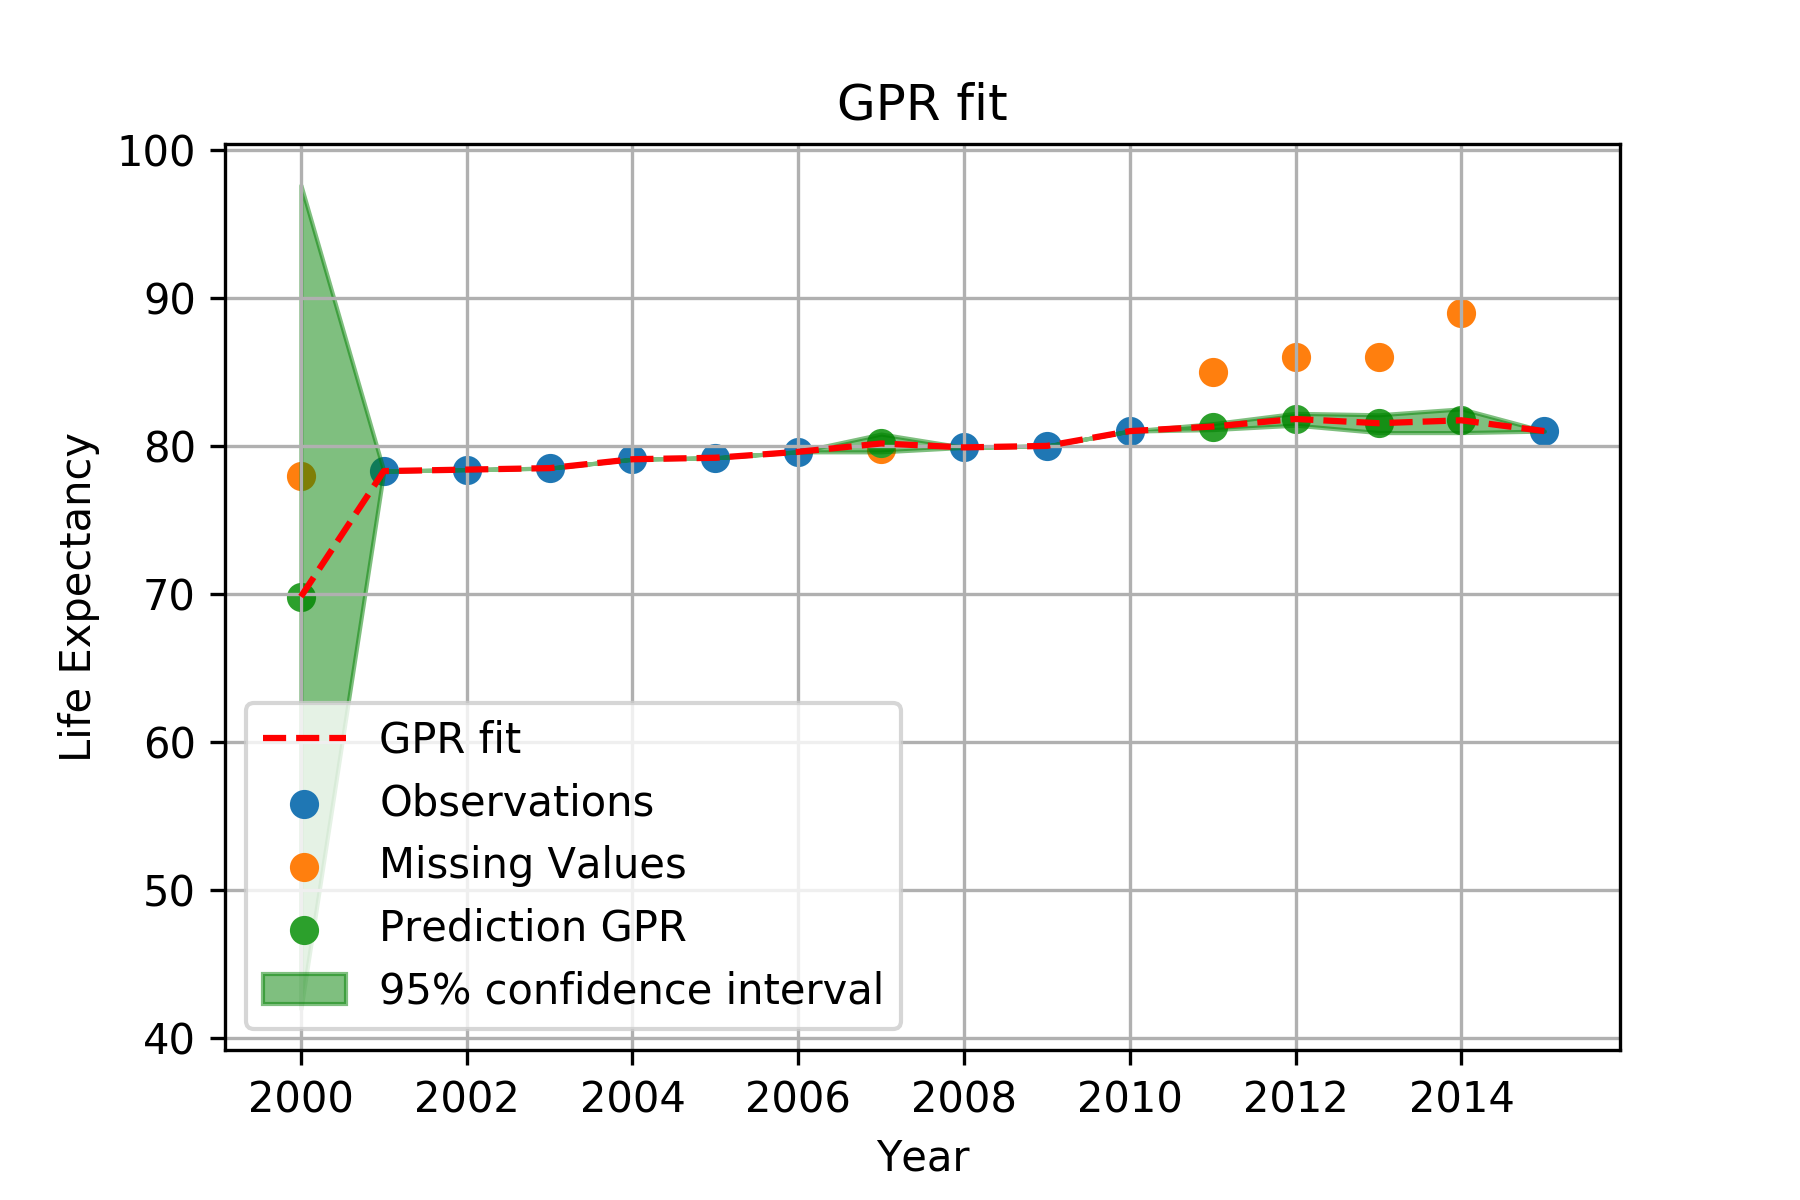 GPR fit
100
90
80
70
60
50
40
Life Expectancy
GPR fit
Observations
Missing Values
Prediction GPR
95% confidence interval
2000 2002 2004 2006 2008 2010 2012 2014
Year